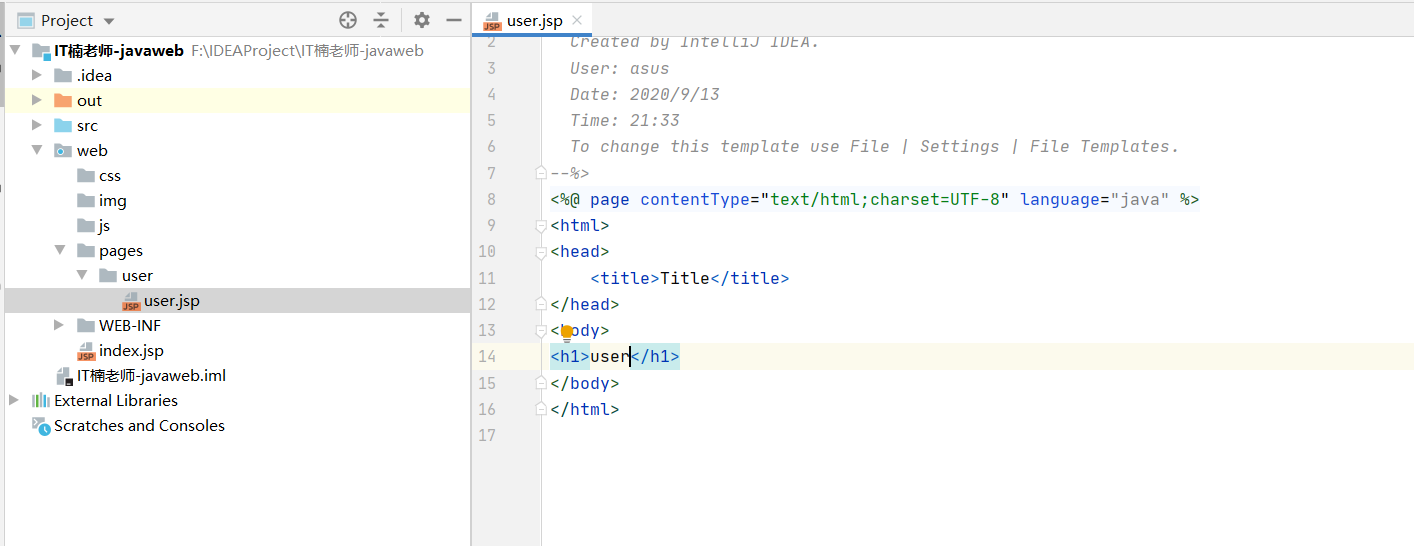 Project
IT楠老师-javaweb F:\IDEAProject\IT楠老师-javaweb
.idea
out
src
web
css
img
js
pages
user
user.jsp
WEB-INF
index.jsp
IT楠老师-javaweb.iml
External Libraries
Scratches and Consoles
user.jsp
2 Created by IntelliJ IDEA.
3 User: asus
4 Date: 2020/9/13
5 Time: 21:33
6 To change this template use File | Settings | File Templates.
7 --%>
8 <%@ page contentType="text/html;charset=UTF-8" language="java" %>
9 <html>
10 <head>
11 <title>Title</title>
12 </head>
13 <body>
14 <h1>user</h1>
15 </body>
16 </html>
17